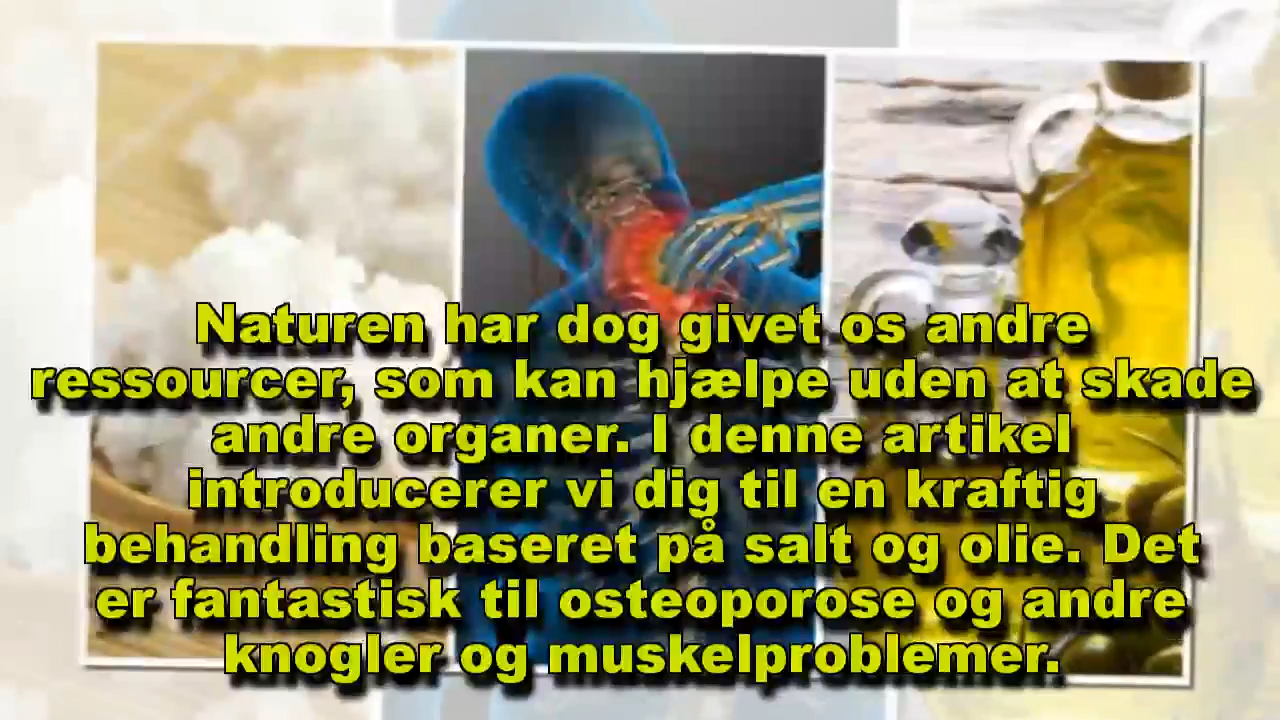 Naturen har dog givet os andre
ressourcer, som kan hjælpe uden at skade
andre organer. I denne artikel
introducerer vi dig til en kraftig
behandling baseret på salt og olie. Det
er fantastisk til osteoporose og andre
knogler og muskelproblemer.